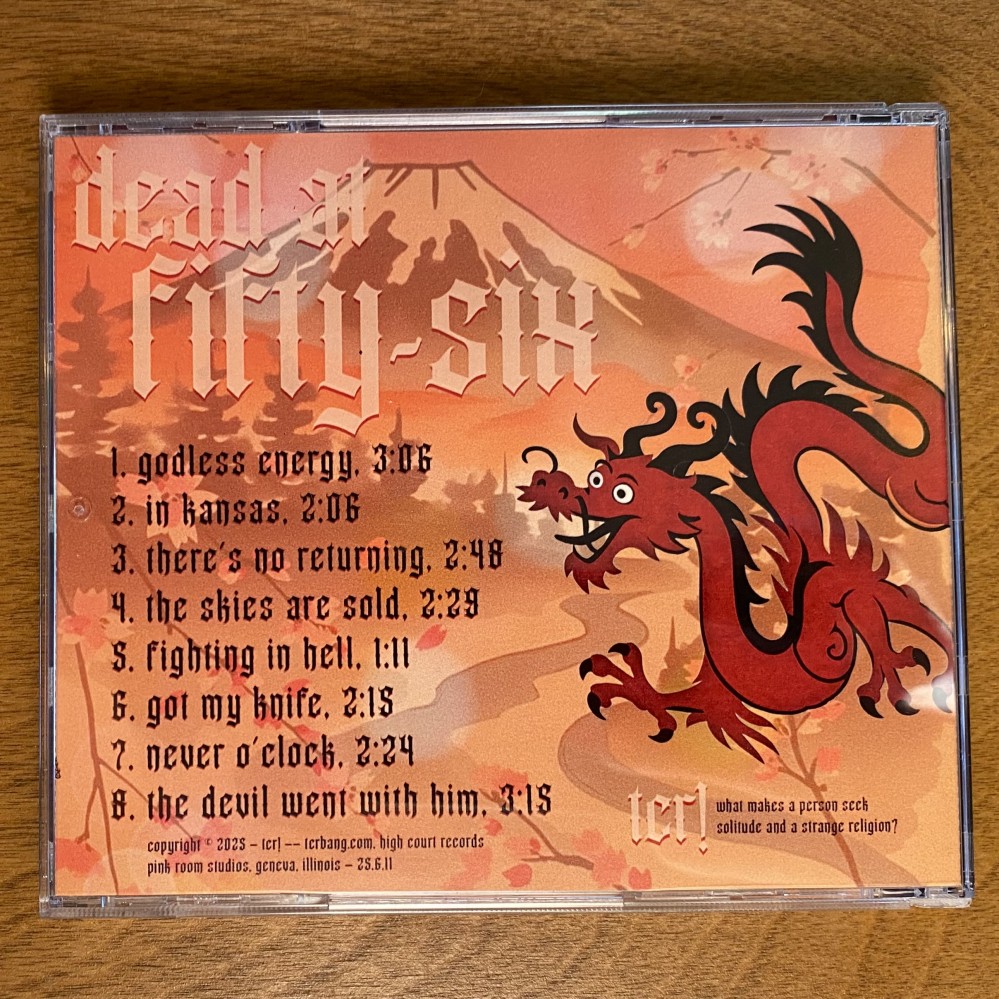 dead at
fifty-six
1. godless energy, 3:06
2. in kansas, 2:06
3. there's no returning, 2:48
4. the skies are sold, 2:29
5. fighting in hell, 1:11
6. got my knife, 2:15
7. never o'clock, 2:24
8. the devil went with him, 3:15
tcr!
what makes a person seek
solitude and a strange religion?
copyright © 2025 – tcr! -- tcrbang.com, high court records
pink room studios, geneva, illinois – 25.6.11